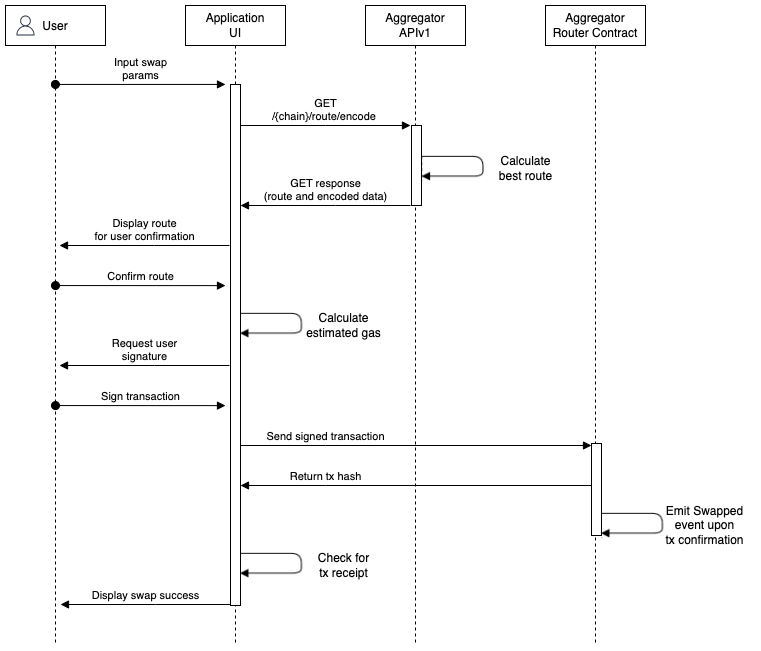 User
Application
UI
Aggregator
APIv1
Aggregator
Router Contract
Input swap
params
GET
/{chain}/route/encode
Calculate
best route
GET response
(route and encoded data)
Display route
for user confirmation
Confirm route
Calculate
estimated gas
Request user
signature
Sign transaction
Send signed transaction
Return tx hash
Emit Swapped
event upon
tx confirmation
Check for
tx receipt
Display swap success